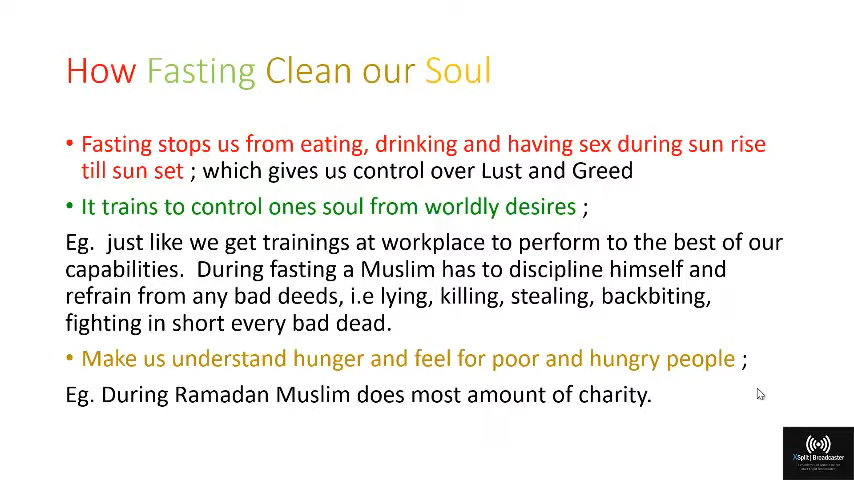 How Fasting Clean our Soul
• Fasting stops us from eating, drinking and having sex during sun rise
till sun set ; which gives us control over Lust and Greed
• It trains to control ones soul from worldly desires ;
Eg.  just like we get trainings at workplace to perform to the best of our
capabilities.  During fasting a Muslim has to discipline himself and
refrain from any bad deeds, i.e lying, killing, stealing, backbiting,
fighting in short every bad dead.
• Make us understand hunger and feel for poor and hungry people ;
Eg. During Ramadan Muslim does most amount of charity.
XSplit Broadcaster